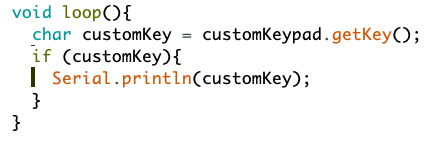 void loop(){
  char customKey = customKeypad.getKey();
  if (customKey){
    Serial.println(customKey);
  }
}